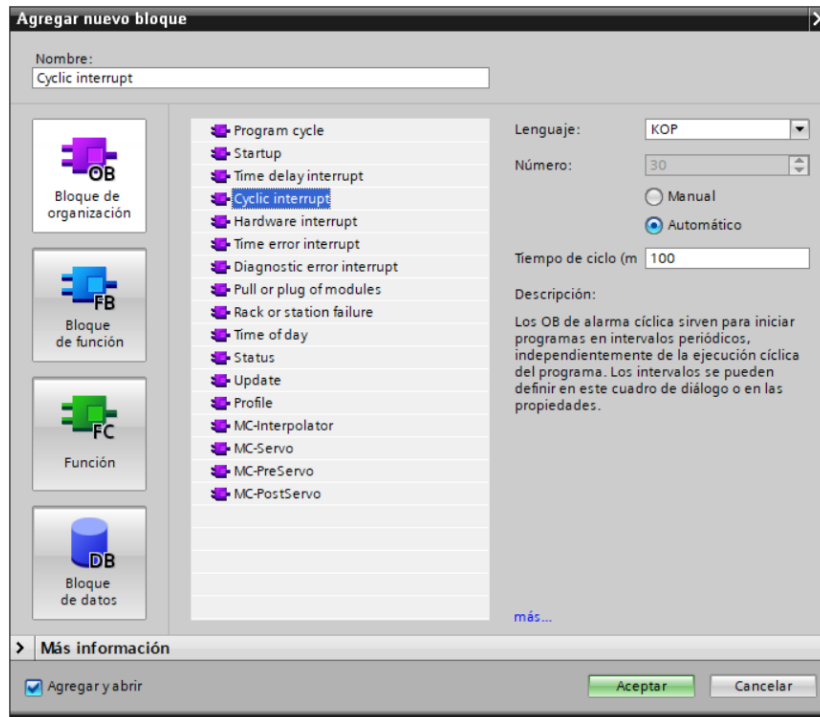 Agregar nuevo bloque
Nombre:
Cyclic interrupt
OB
Bloque de
organización
FB
Bloque
de función
FC
Función
DB
Bloque
de datos
Program cycle
Startup
Time delay interrupt
Cyclic interrupt
Hardware interrupt
Time error interrupt
Diagnostic error interrupt
Pull or plug of modules
Rack or station failure
Time of day
Status
Update
Profile
MC-Interpolator
MC-Servo
MC-PreServo
MC-PostServo
Lenguaje: KOP
Número: 30
Manual
Automático
Tiempo de ciclo (m 100
Descripción:
Los OB de alarma cíclica sirven para iniciar
programas en intervalos periódicos,
independientemente de la ejecución cíclica
del programa. Los intervalos se pueden
definir en este cuadro de diálogo o en las
propiedades.
más...
Más información
Agregar y abrir
Aceptar
Cancelar